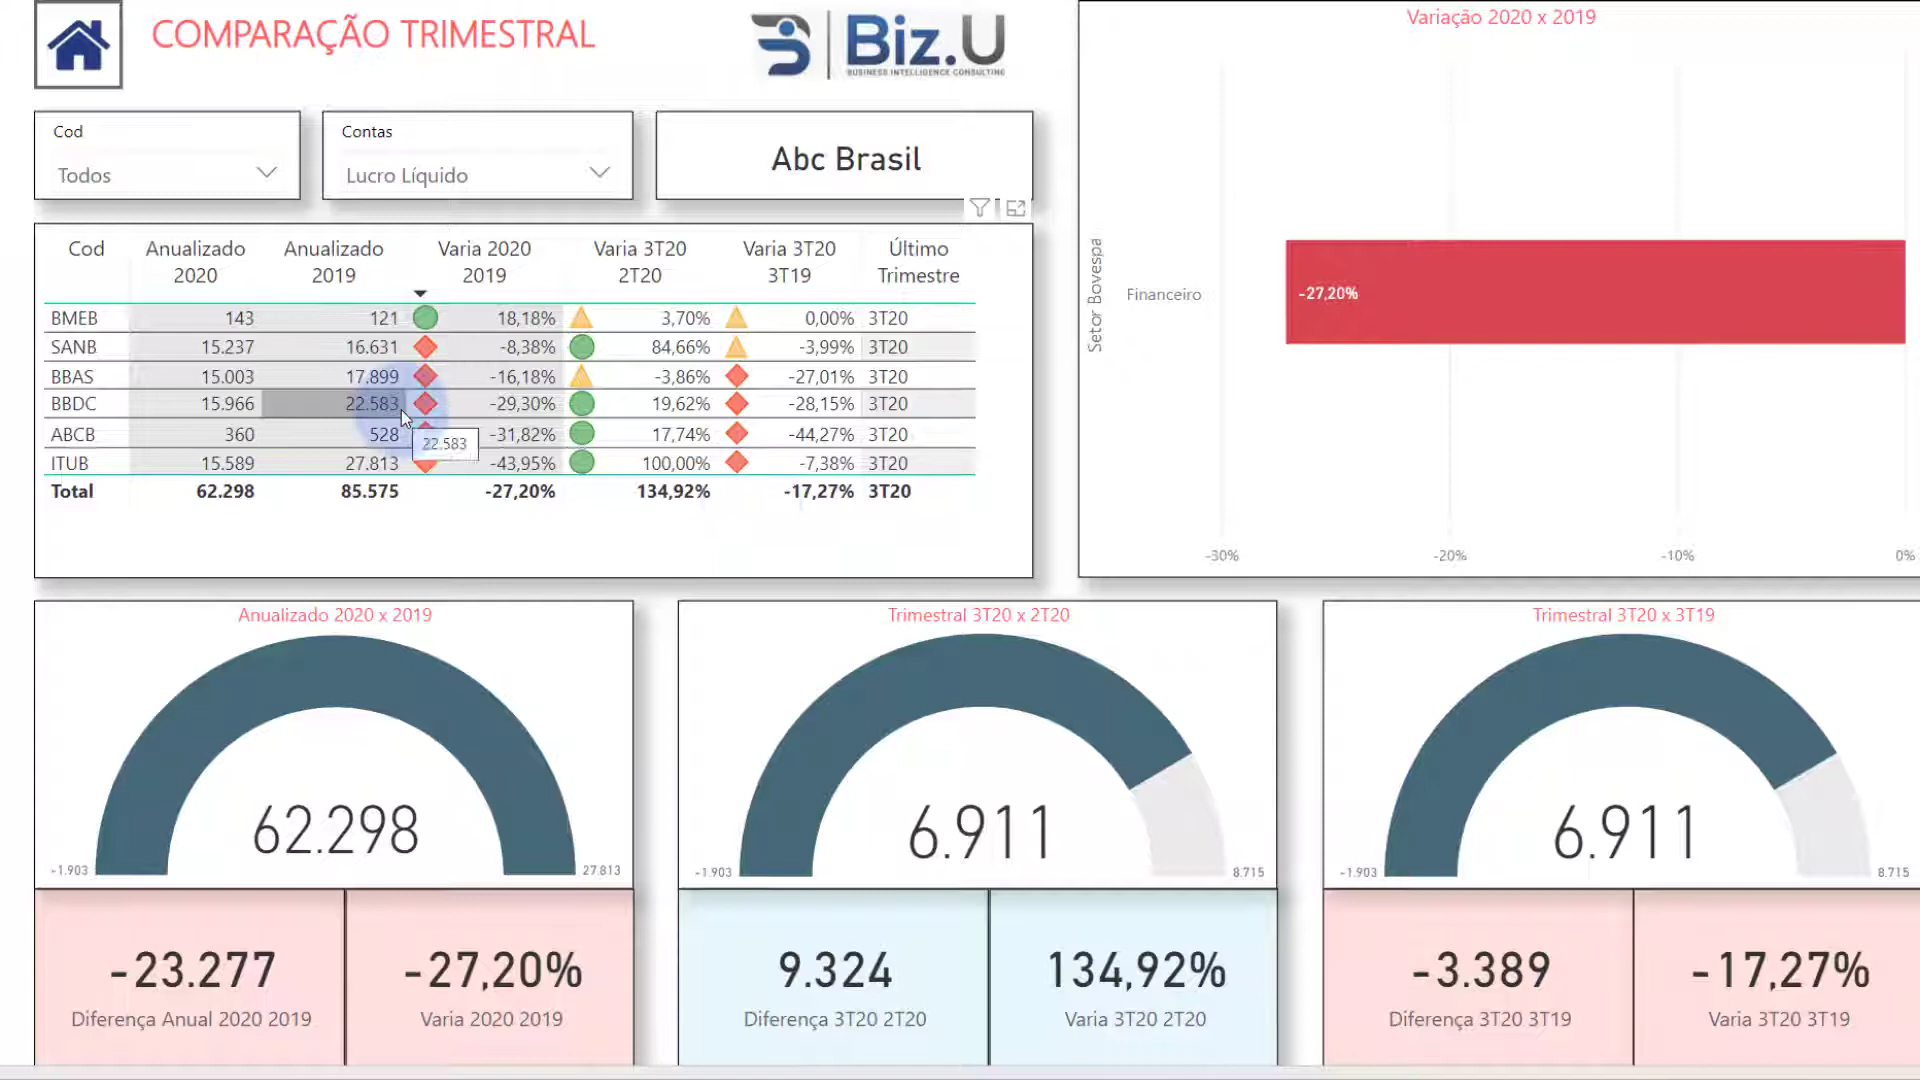 COMPARAÇÃO TRIMESTRAL
Biz.U
BUSINESS INTELLIGENCE CONSULTING
Cod
Todos
Contas
Lucro Líquido
Abc Brasil
Cod Anualizado 2020 Anualizado 2019 Varia 2020 2019 Varia 3T20 2T20 Varia 3T20 3T19 Último Trimestre
BMEB 143 121 18,18% 3,70% 0,00% 3T20
SANB 15.237 16.631 -8,38% 84,66% -3,99% 3T20
BBAS 15.003 17.899 -16,18% -3,86% -27,01% 3T20
BBDC 15.966 22.583 -29,30% 19,62% -28,15% 3T20
ABCB 360 528 -31,82% 17,74% -44,27% 3T20
22.583
ITUB 15.589 27.813 -43,95% 100,00% -7,38% 3T20
Total 62.298 85.575 -27,20% 134,92% -17,27% 3T20
Variação 2020 x 2019
Setor Bovespa
Financeiro
-27,20%
-30% -20% -10% 0%
Anualizado 2020 x 2019
62.298
-1.903 27.813
-23.277
Diferença Anual 2020 2019
-27,20%
Varia 2020 2019
Trimestral 3T20 x 2T20
6.911
-1.903 8.715
9.324
Diferença 3T20 2T20
134,92%
Varia 3T20 2T20
Trimestral 3T20 x 3T19
6.911
-1.903 8.715
-3.389
Diferença 3T20 3T19
-17,27%
Varia 3T20 3T19